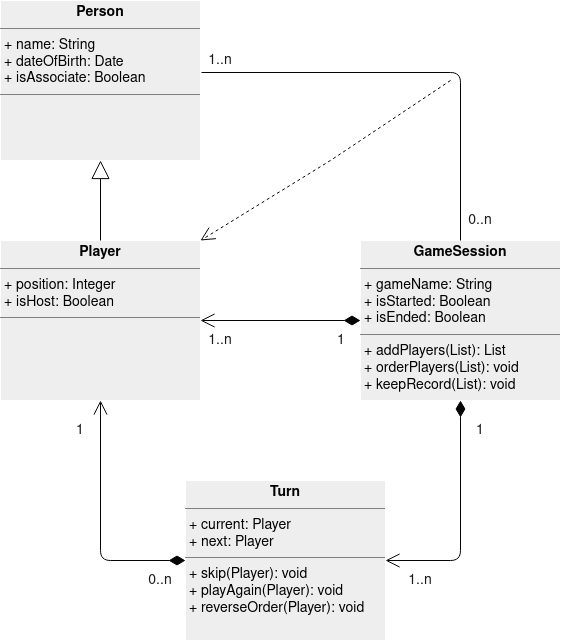 Person
+ name: String
+ dateOfBirth: Date
+ isAssociate: Boolean
1..n
0..n
Player
+ position: Integer
+ isHost: Boolean
GameSession
+ gameName: String
+ isStarted: Boolean
+ isEnded: Boolean
+ addPlayers(List): List
+ orderPlayers(List): void
+ keepRecord(List): void
1..n
1
1
1
Turn
+ current: Player
+ next: Player
+ skip(Player): void
+ playAgain(Player): void
+ reverseOrder(Player): void
0..n
1..n